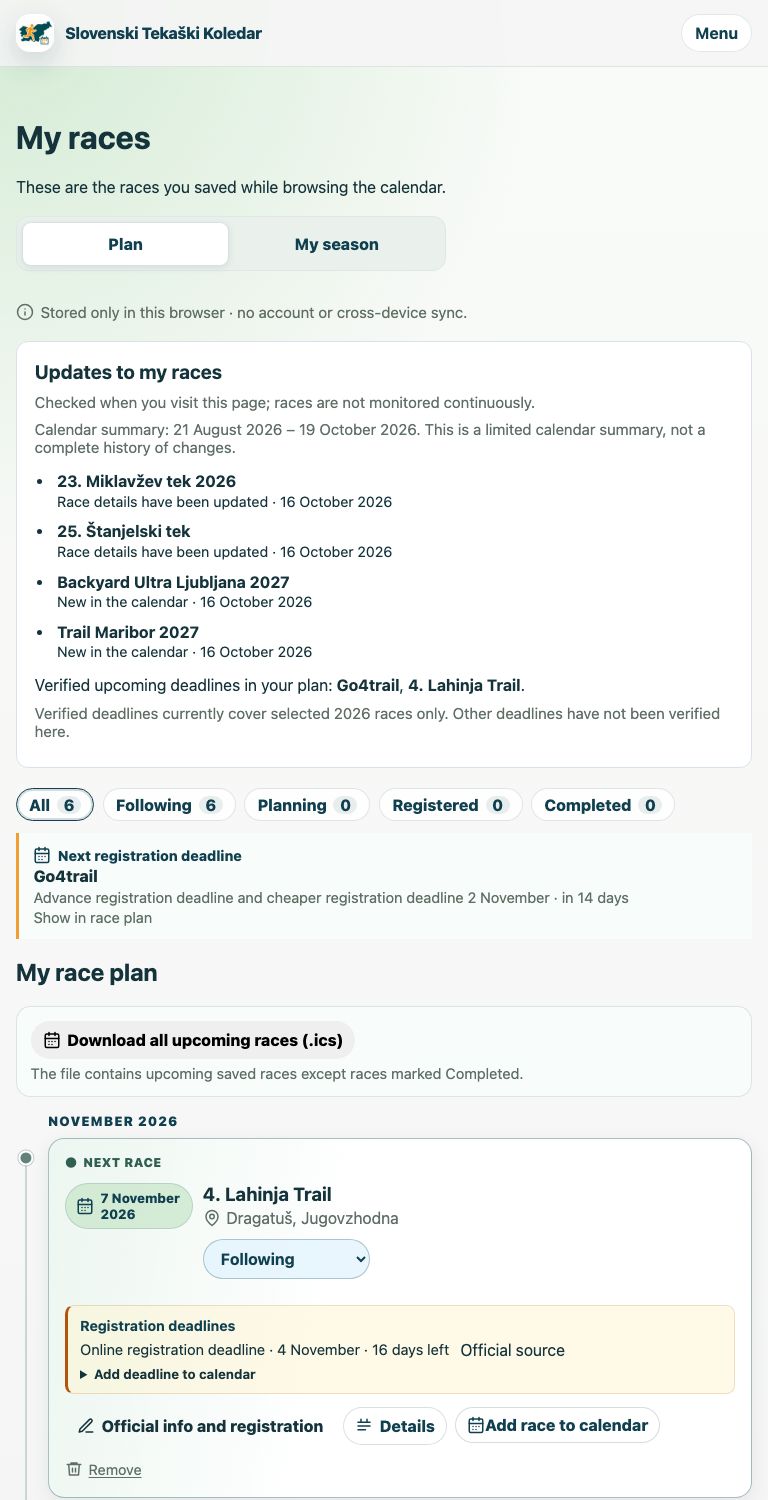 Slovenski Tekaški Koledar
Menu
My races
These are the races you saved while browsing the calendar.
Plan
My season
Stored only in this browser · no account or cross-device sync.
Updates to my races
Checked when you visit this page; races are not monitored continuously.
Calendar summary: 21 August 2026 – 19 October 2026. This is a limited calendar summary, not a
complete history of changes.
• 23. Miklavžev tek 2026
Race details have been updated · 16 October 2026
• 25. Štanjelski tek
Race details have been updated · 16 October 2026
• Backyard Ultra Ljubljana 2027
New in the calendar · 16 October 2026
• Trail Maribor 2027
New in the calendar · 16 October 2026
Verified upcoming deadlines in your plan: Go4trail, 4. Lahinja Trail.
Verified deadlines currently cover selected 2026 races only. Other deadlines have not been verified
here.
All 6
Following 6
Planning 0
Registered 0
Completed 0
Next registration deadline
Go4trail
Advance registration deadline and cheaper registration deadline 2 November · in 14 days
Show in race plan
My race plan
Download all upcoming races (.ics)
The file contains upcoming saved races except races marked Completed.
NOVEMBER 2026
NEXT RACE
7 November
2026
4. Lahinja Trail
Dragatuš, Jugovzhodna
Following
Registration deadlines
Online registration deadline · 4 November · 16 days left Official source
Add deadline to calendar
Official info and registration
Details
Add race to calendar
Remove